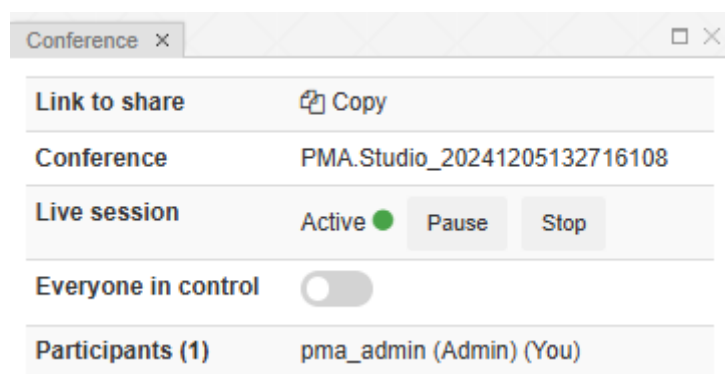 Conference
Link to share Copy
Conference PMA.Studio_20241205132716108
Live session Active Pause Stop
Everyone in control
Participants (1) pma_admin (Admin) (You)